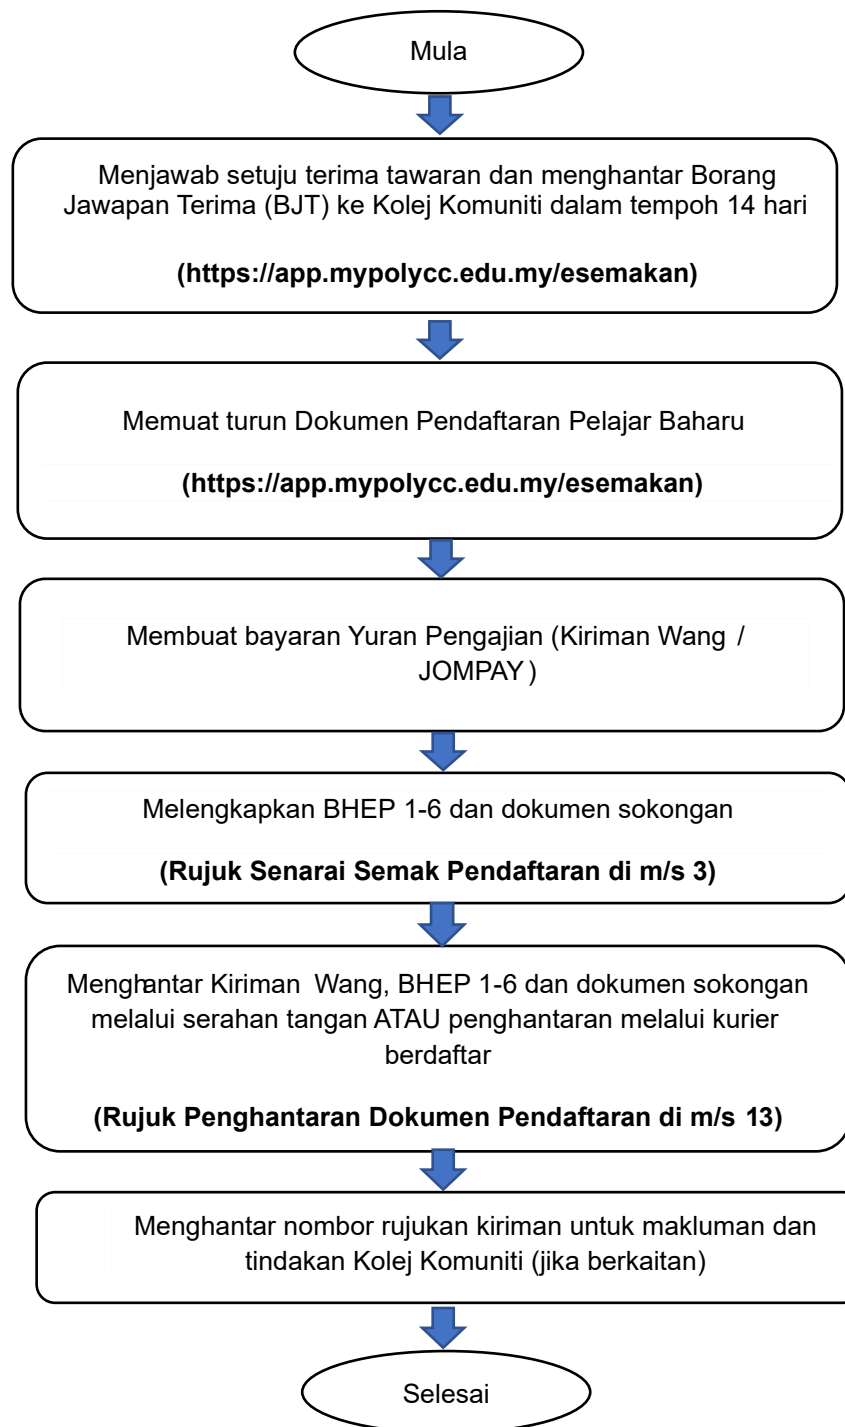 Mula
Menjawab setuju terima tawaran dan menghantar Borang
Jawapan Terima (BJT) ke Kolej Komuniti dalam tempoh 14 hari
(https://app.mypolycc.edu.my/esemakan)
Memuat turun Dokumen Pendaftaran Pelajar Baharu
(https://app.mypolycc.edu.my/esemakan)
Membuat bayaran Yuran Pengajian (Kiriman Wang /
JOMPAY)
Melengkapkan BHEP 1-6 dan dokumen sokongan
(Rujuk Senarai Semak Pendaftaran di m/s 3)
Menghantar Kiriman Wang, BHEP 1-6 dan dokumen sokongan
melalui serahan tangan ATAU penghantaran melalui kurier
berdaftar
(Rujuk Penghantaran Dokumen Pendaftaran di m/s 13)
Menghantar nombor rujukan kiriman untuk makluman dan
tindakan Kolej Komuniti (jika berkaitan)
Selesai